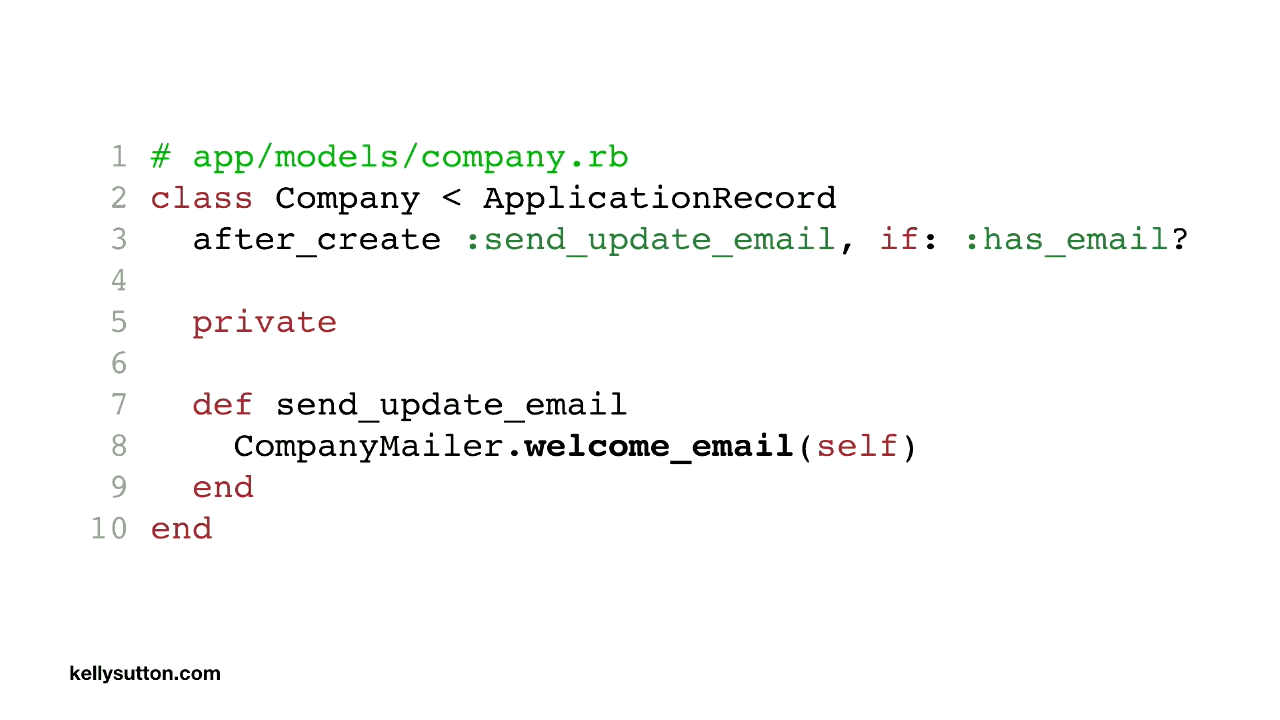 1 # app/models/company.rb
2 class Company < ApplicationRecord
3   after_create :send_update_email, if: :has_email?
4
5   private
6
7   def send_update_email
8     CompanyMailer.welcome_email(self)
9   end
10 end
kellysutton.com